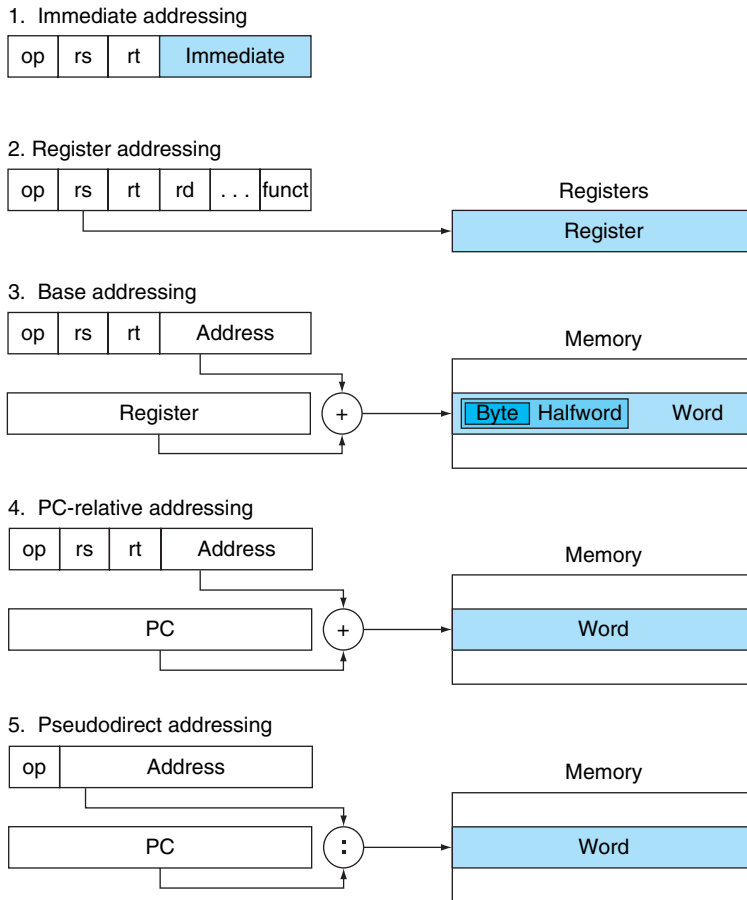 1. Immediate addressing
op rs rt Immediate
2. Register addressing
op rs rt rd . . . funct
Registers
Register
3. Base addressing
op rs rt Address
Memory
Register + Byte Halfword Word
4. PC-relative addressing
op rs rt Address
Memory
PC + Word
5. Pseudodirect addressing
op Address
Memory
PC : Word